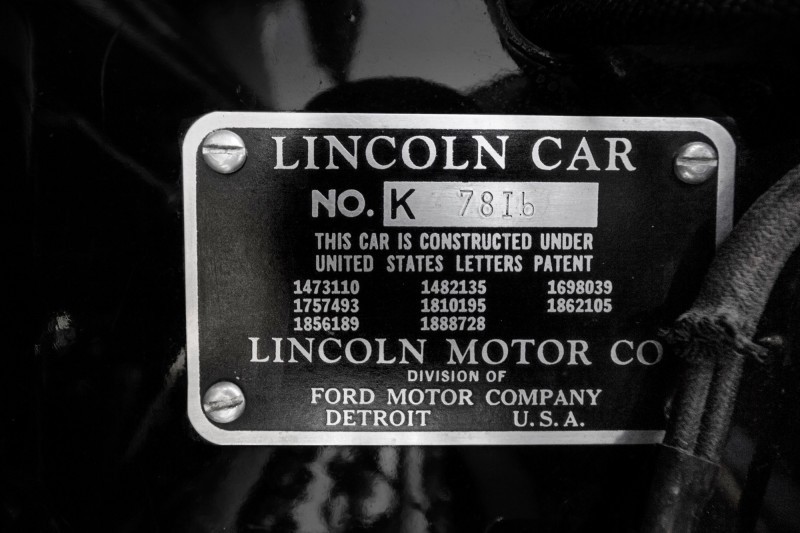 LINCOLN CAR
NO. K 7816
THIS CAR IS CONSTRUCTED UNDER
UNITED STATES LETTERS PATENT
1473110 1482135 1698039
1757493 1810195 1862105
1856189 1888728
LINCOLN MOTOR CO
DIVISION OF
FORD MOTOR COMPANY
DETROIT U.S.A.